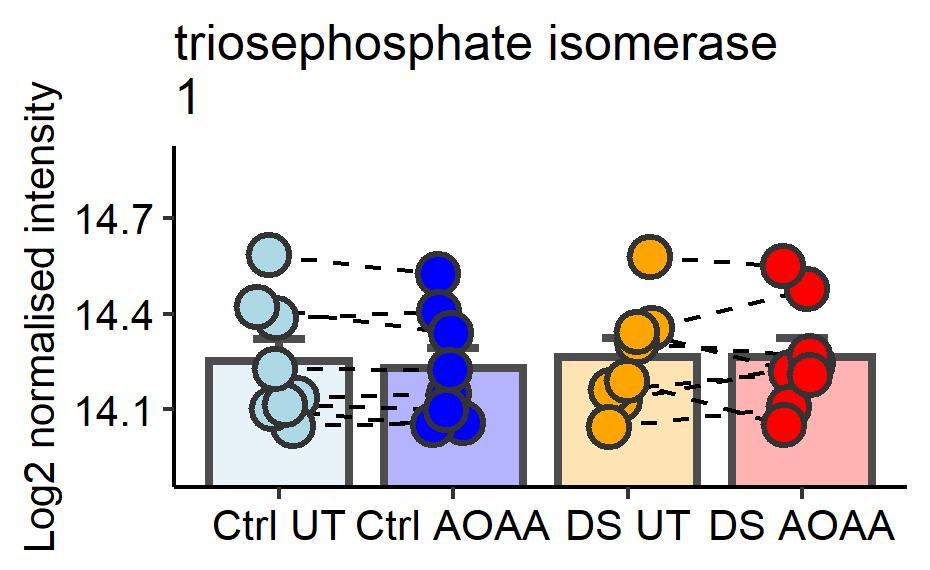 triosephosphate isomerase
1
Log2 normalised intensity
14.7
14.4
14.1
Ctrl UT Ctrl AOAA DS UT DS AOAA